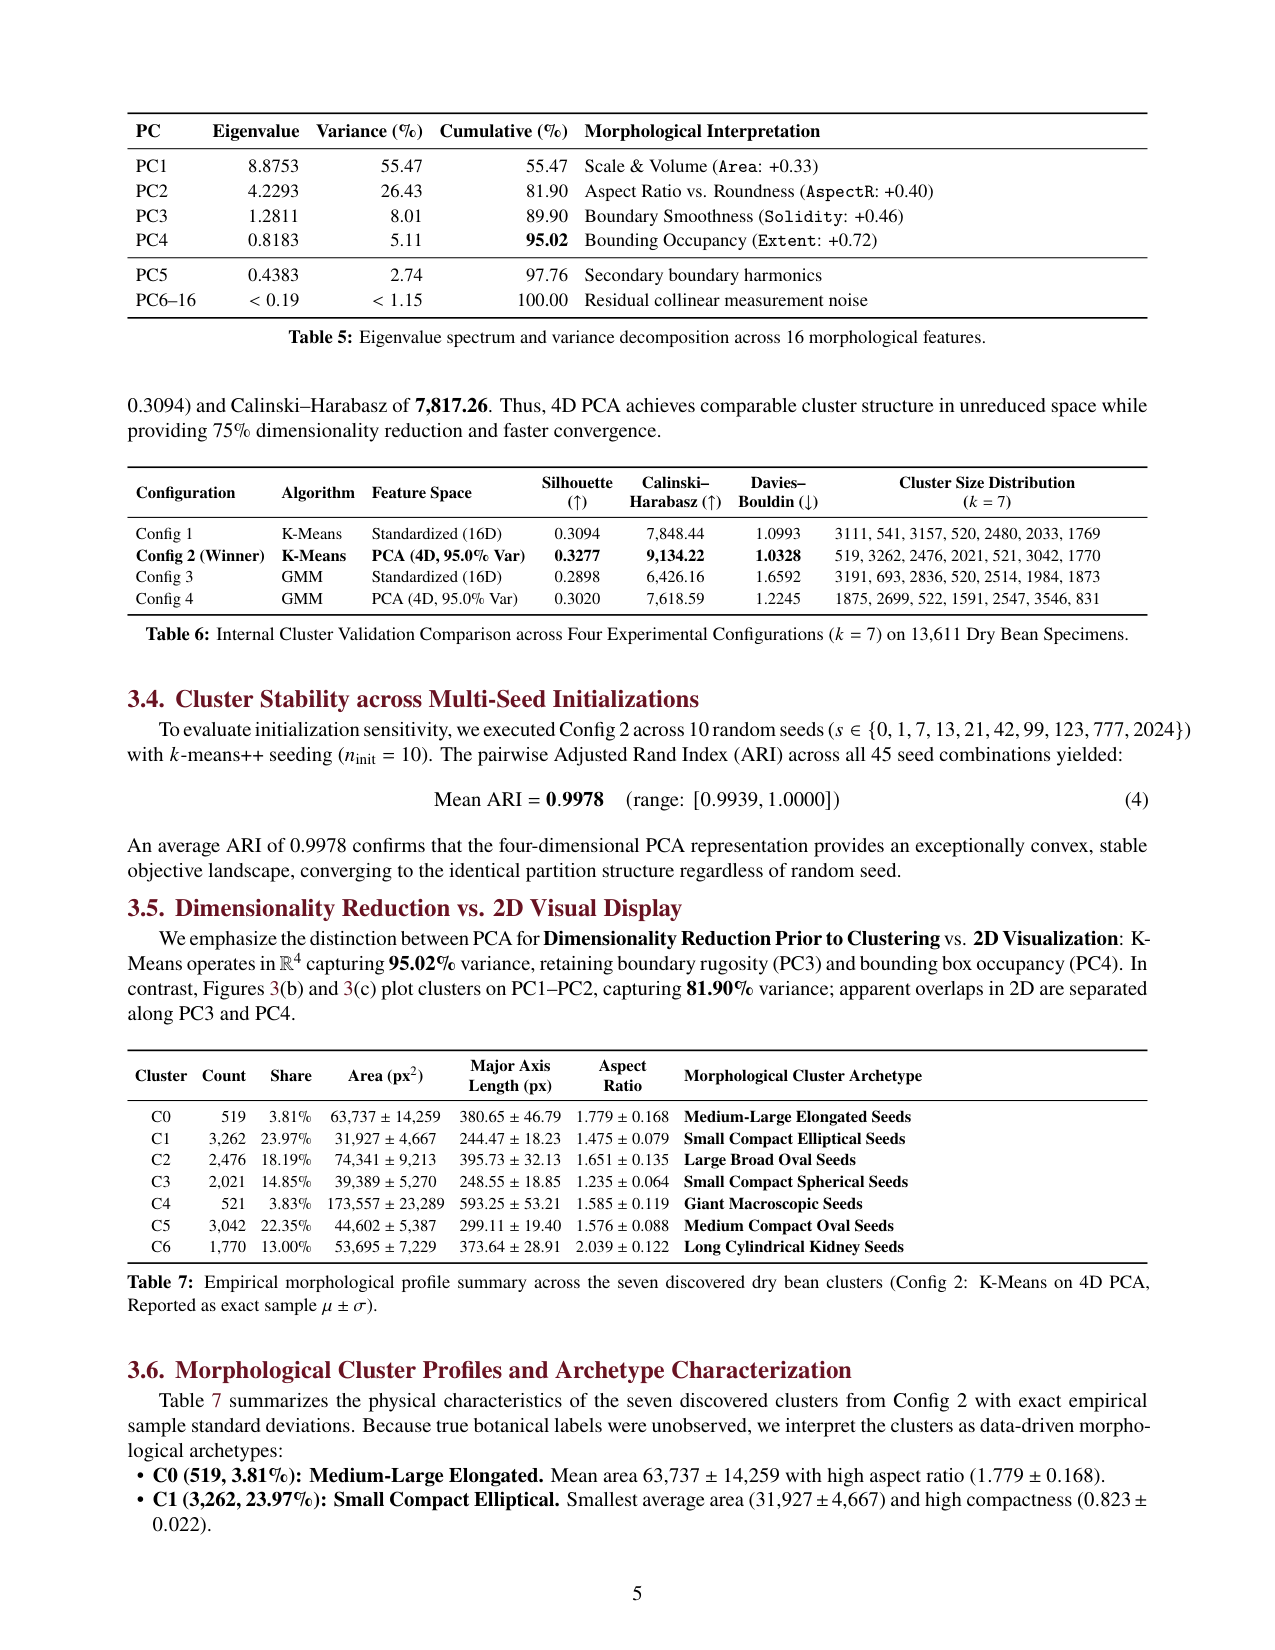 PC Eigenvalue Variance (%) Cumulative (%) Morphological Interpretation
PC1 8.8753 55.47 55.47 Scale & Volume (Area: +0.33)
PC2 4.2293 26.43 81.90 Aspect Ratio vs. Roundness (AspectR: +0.40)
PC3 1.2811 8.01 89.90 Boundary Smoothness (Solidity: +0.46)
PC4 0.8183 5.11 95.02 Bounding Occupancy (Extent: +0.72)
PC5 0.4383 2.74 97.76 Secondary boundary harmonics
PC6–16 < 0.19 < 1.15 100.00 Residual collinear measurement noise
Table 5: Eigenvalue spectrum and variance decomposition across 16 morphological features.
0.3094) and Calinski–Harabasz of 7,817.26. Thus, 4D PCA achieves comparable cluster structure in unreduced space while
providing 75% dimensionality reduction and faster convergence.
Configuration Algorithm Feature Space Silhouette (↑) Calinski–Harabasz (↑) Davies–Bouldin (↓) Cluster Size Distribution (k = 7)
Config 1 K-Means Standardized (16D) 0.3094 7,848.44 1.0993 3111, 541, 3157, 520, 2480, 2033, 1769
Config 2 (Winner) K-Means PCA (4D, 95.0% Var) 0.3277 9,134.22 1.0328 519, 3262, 2476, 2021, 521, 3042, 1770
Config 3 GMM Standardized (16D) 0.2898 6,426.16 1.6592 3191, 693, 2836, 520, 2514, 1984, 1873
Config 4 GMM PCA (4D, 95.0% Var) 0.3020 7,618.59 1.2245 1875, 2699, 522, 1591, 2547, 3546, 831
Table 6: Internal Cluster Validation Comparison across Four Experimental Configurations (k = 7) on 13,611 Dry Bean Specimens.
3.4. Cluster Stability across Multi-Seed Initializations
To evaluate initialization sensitivity, we executed Config 2 across 10 random seeds (s ∈ {0, 1, 7, 13, 21, 42, 99, 123, 777, 2024})
with k-means++ seeding (n_init = 10). The pairwise Adjusted Rand Index (ARI) across all 45 seed combinations yielded:
Mean ARI = 0.9978 (range: [0.9939, 1.0000]) (4)
An average ARI of 0.9978 confirms that the four-dimensional PCA representation provides an exceptionally convex, stable
objective landscape, converging to the identical partition structure regardless of random seed.
3.5. Dimensionality Reduction vs. 2D Visual Display
We emphasize the distinction between PCA for Dimensionality Reduction Prior to Clustering vs. 2D Visualization: K-
Means operates in ℝ⁴ capturing 95.02% variance, retaining boundary rugosity (PC3) and bounding box occupancy (PC4). In
contrast, Figures 3(b) and 3(c) plot clusters on PC1–PC2, capturing 81.90% variance; apparent overlaps in 2D are separated
along PC3 and PC4.
Cluster Count Share Area (px²) Major Axis Length (px) Aspect Ratio Morphological Cluster Archetype
C0 519 3.81% 63,737 ± 14,259 380.65 ± 46.79 1.779 ± 0.168 Medium-Large Elongated Seeds
C1 3,262 23.97% 31,927 ± 4,667 244.47 ± 18.23 1.475 ± 0.079 Small Compact Elliptical Seeds
C2 2,476 18.19% 74,341 ± 9,213 395.73 ± 32.13 1.651 ± 0.135 Large Broad Oval Seeds
C3 2,021 14.85% 39,389 ± 5,270 248.55 ± 18.85 1.235 ± 0.064 Small Compact Spherical Seeds
C4 521 3.83% 173,557 ± 23,289 593.25 ± 53.21 1.585 ± 0.119 Giant Macroscopic Seeds
C5 3,042 22.35% 44,602 ± 5,387 299.11 ± 19.40 1.576 ± 0.088 Medium Compact Oval Seeds
C6 1,770 13.00% 53,695 ± 7,229 373.64 ± 28.91 2.039 ± 0.122 Long Cylindrical Kidney Seeds
Table 7: Empirical morphological profile summary across the seven discovered dry bean clusters (Config 2: K-Means on 4D PCA,
Reported as exact sample μ ± σ).
3.6. Morphological Cluster Profiles and Archetype Characterization
Table 7 summarizes the physical characteristics of the seven discovered clusters from Config 2 with exact empirical
sample standard deviations. Because true botanical labels were unobserved, we interpret the clusters as data-driven morpho-
logical archetypes:
• C0 (519, 3.81%): Medium-Large Elongated. Mean area 63,737 ± 14,259 with high aspect ratio (1.779 ± 0.168).
• C1 (3,262, 23.97%): Small Compact Elliptical. Smallest average area (31,927 ± 4,667) and high compactness (0.823 ±
0.022).
5